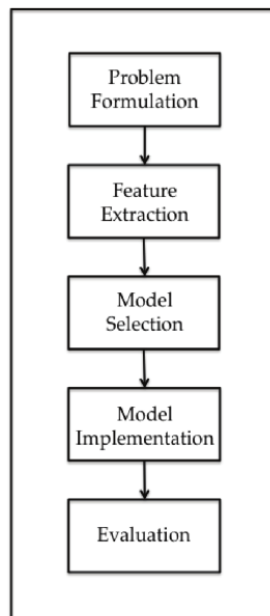 Problem
Formulation
Feature
Extraction
Model
Selection
Model
Implementation
Evaluation